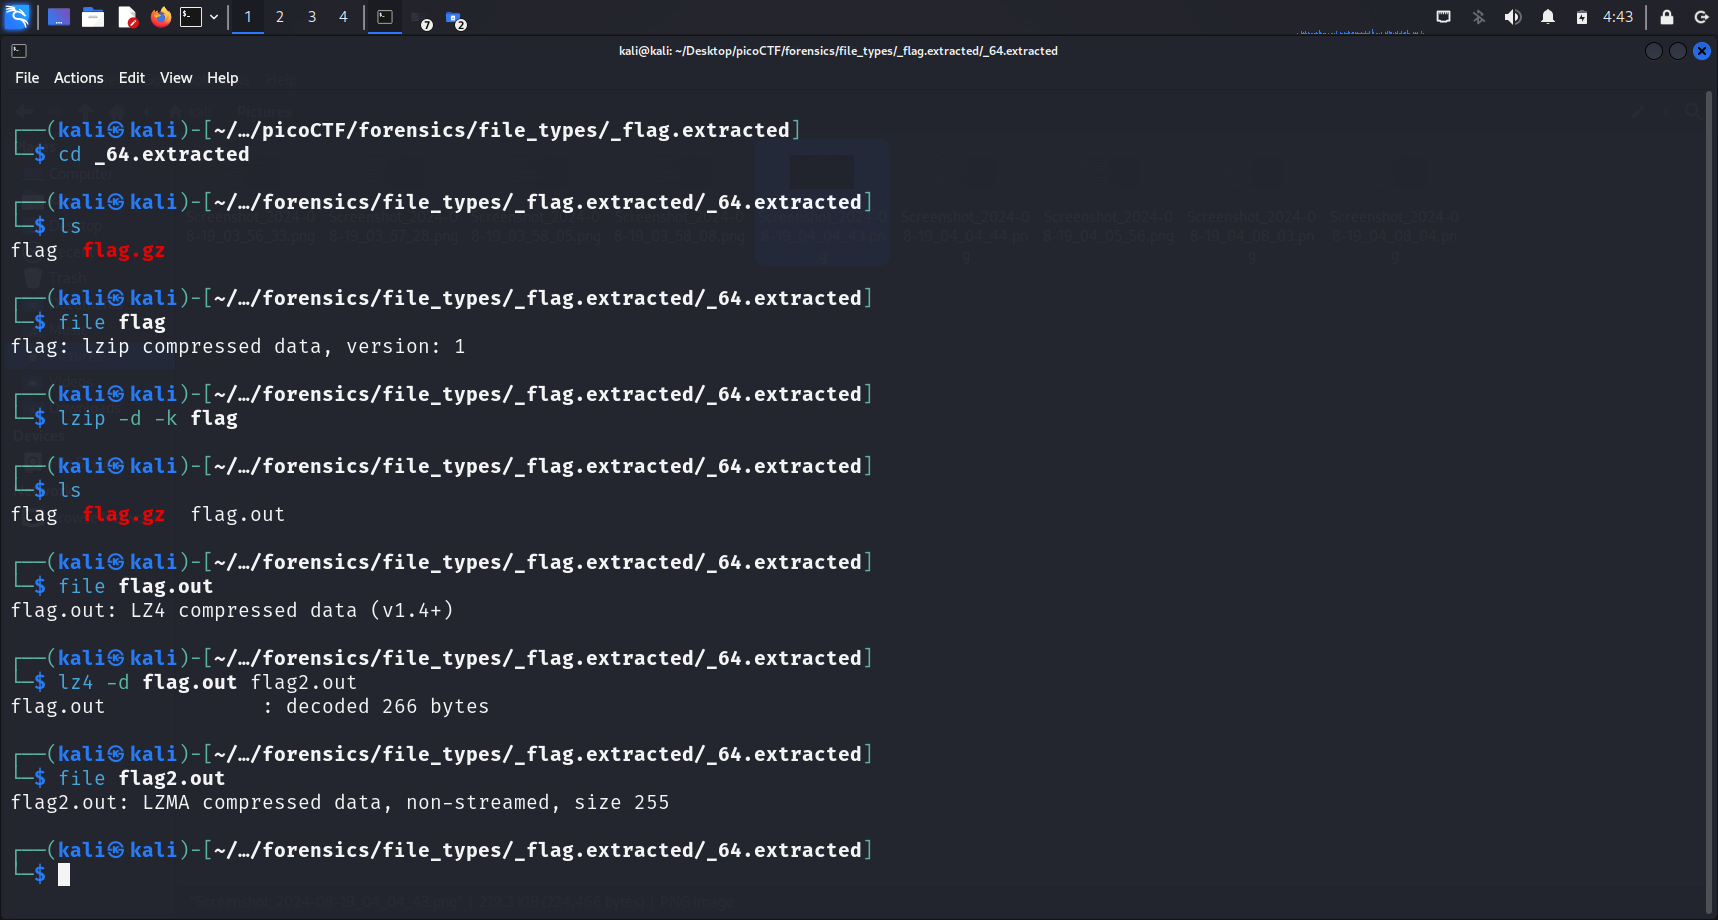 1 2 3 4 7 2 4:43
kali@kali: ~/Desktop/picoCTF/forensics/file_types/_flag.extracted/_64.extracted
File Actions Edit View Help
┌──(kali㉿kali)-[~/…/picoCTF/forensics/file_types/_flag.extracted]
└─$ cd _64.extracted
┌──(kali㉿kali)-[~/…/forensics/file_types/_flag.extracted/_64.extracted]
└─$ ls
flag flag.gz
┌──(kali㉿kali)-[~/…/forensics/file_types/_flag.extracted/_64.extracted]
└─$ file flag
flag: lzip compressed data, version: 1
┌──(kali㉿kali)-[~/…/forensics/file_types/_flag.extracted/_64.extracted]
└─$ lzip -d -k flag
┌──(kali㉿kali)-[~/…/forensics/file_types/_flag.extracted/_64.extracted]
└─$ ls
flag flag.gz flag.out
┌──(kali㉿kali)-[~/…/forensics/file_types/_flag.extracted/_64.extracted]
└─$ file flag.out
flag.out: LZ4 compressed data (v1.4+)
┌──(kali㉿kali)-[~/…/forensics/file_types/_flag.extracted/_64.extracted]
└─$ lz4 -d flag.out flag2.out
flag.out : decoded 266 bytes
┌──(kali㉿kali)-[~/…/forensics/file_types/_flag.extracted/_64.extracted]
└─$ file flag2.out
flag2.out: LZMA compressed data, non-streamed, size 255
┌──(kali㉿kali)-[~/…/forensics/file_types/_flag.extracted/_64.extracted]
└─$